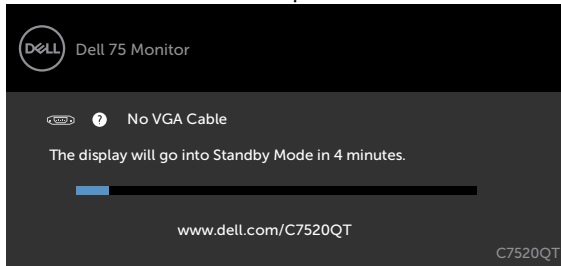 DELL Dell 75 Monitor
? No VGA Cable
The display will go into Standby Mode in 4 minutes.
www.dell.com/C7520QT
C7520QT